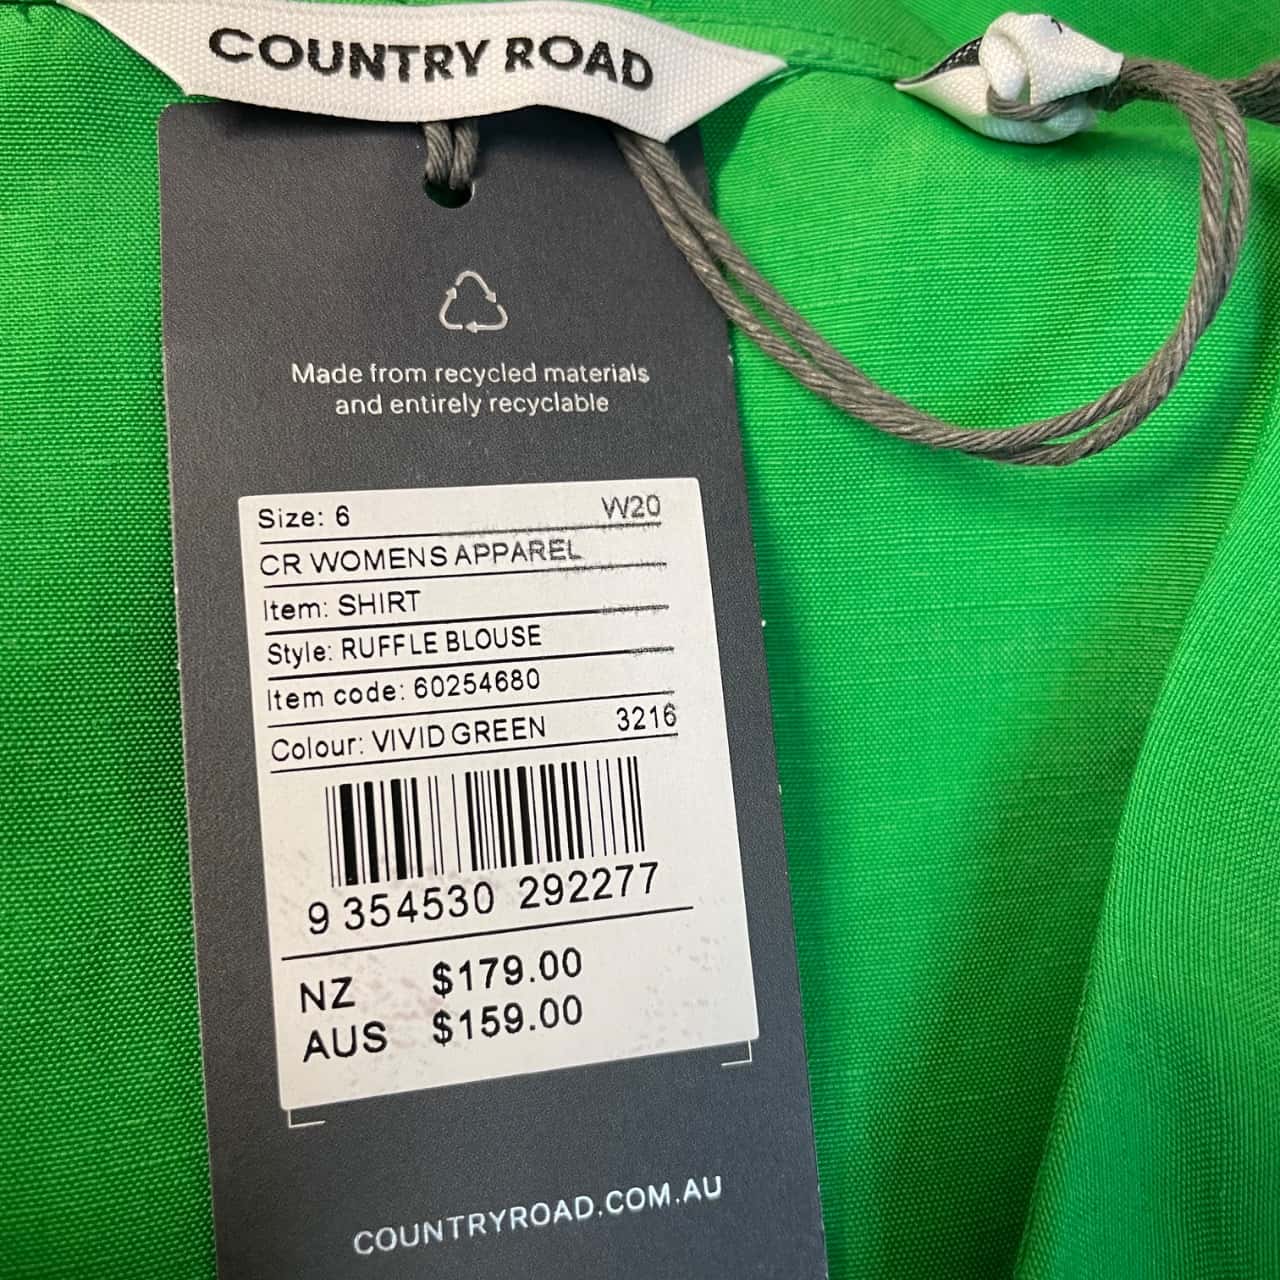 COUNTRY ROAD
Made from recycled materials
and entirely recyclable
Size: 6 W20
CR WOMENS APPAREL
Item: SHIRT
Style: RUFFLE BLOUSE
Item code: 60254680
Colour: VIVID GREEN 3216
9 354530 292277
NZ $179.00
AUS $159.00
COUNTRYROAD.COM.AU